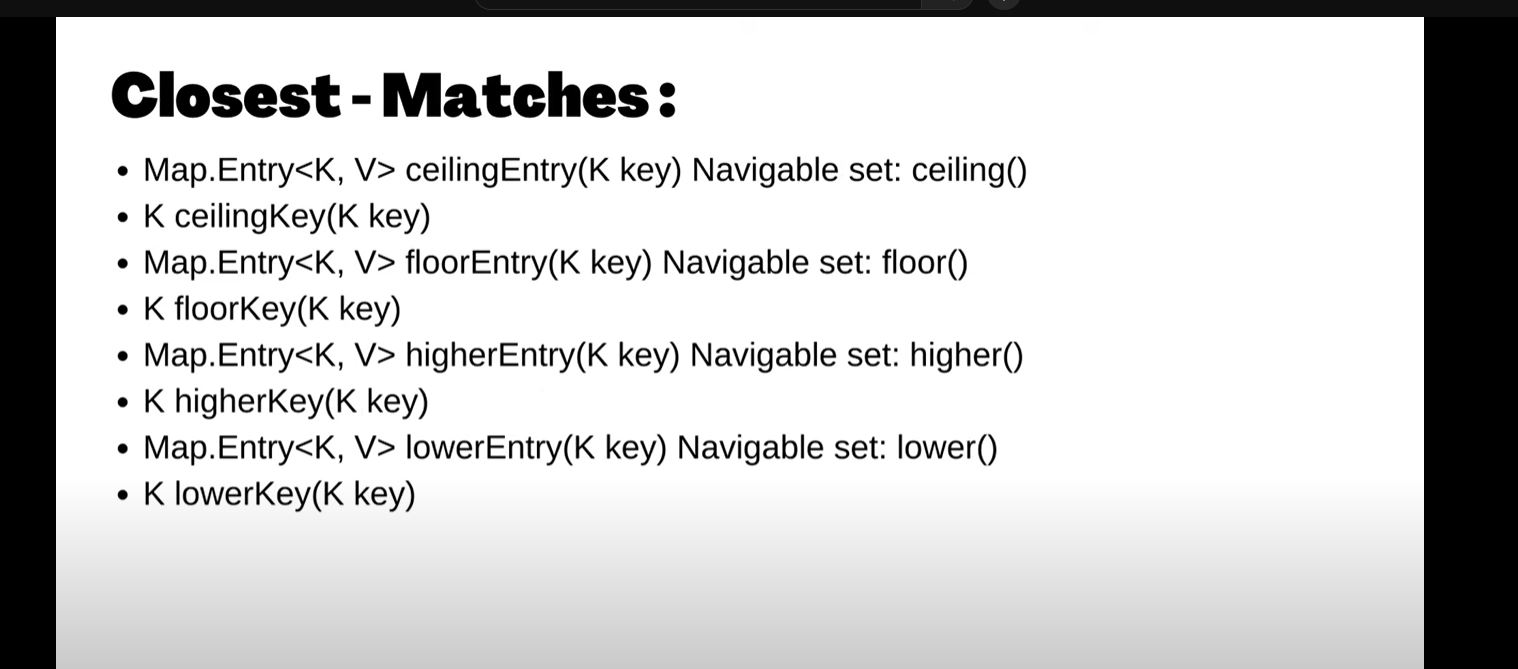 Closest - Matches :
• Map.Entry<K, V> ceilingEntry(K key) Navigable set: ceiling()
• K ceilingKey(K key)
• Map.Entry<K, V> floorEntry(K key) Navigable set: floor()
• K floorKey(K key)
• Map.Entry<K, V> higherEntry(K key) Navigable set: higher()
• K higherKey(K key)
• Map.Entry<K, V> lowerEntry(K key) Navigable set: lower()
• K lowerKey(K key)